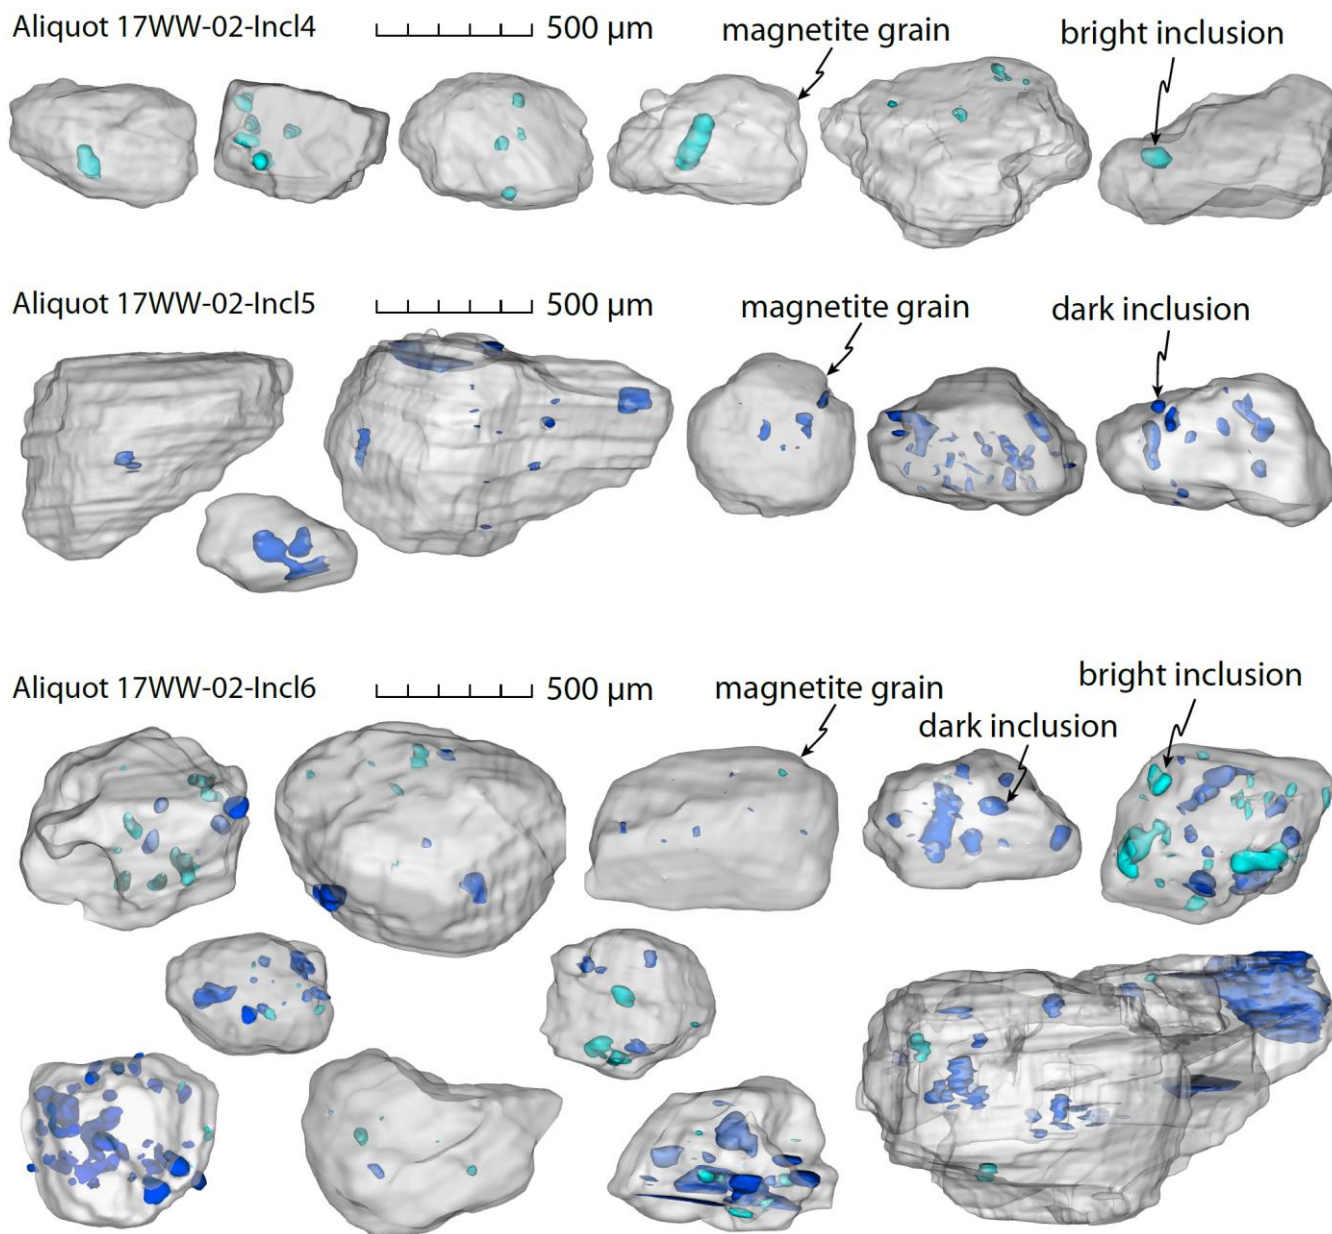 Aliquot 17WW-02-Incl4
500 µm
magnetite grain
bright inclusion
Aliquot 17WW-02-Incl5
500 µm
magnetite grain
dark inclusion
Aliquot 17WW-02-Incl6
500 µm
magnetite grain
dark inclusion
bright inclusion